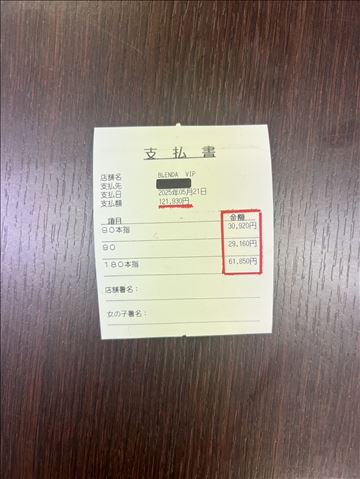 支払書
店舗名 BLENDA VIP
支払先
支払日 2025年05月21日
支払額 121,930円
項目 金額
90本指 30,920円
90 29,160円
180本指 61,850円
店舗署名：
女の子署名：